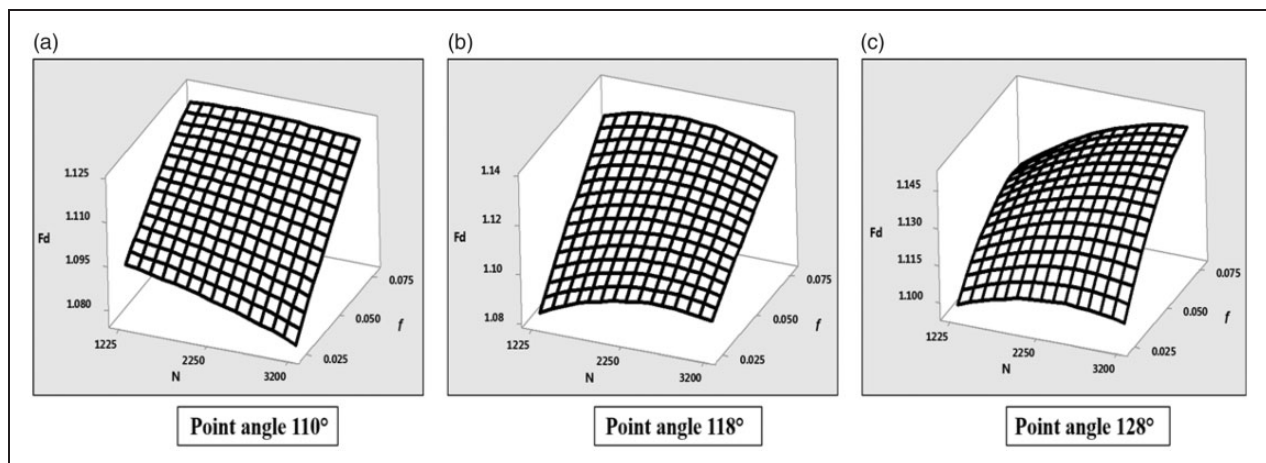 (a)
1.125
1.110
Fd
1.095
1.080
1225
2250
N
3200
0.025
0.050
f
0.075
Point angle 110°
(b)
1.14
1.12
Fd
1.10
1.08
1225
2250
N
3200
0.025
0.050
f
0.075
Point angle 118°
(c)
1.145
1.130
Fd
1.115
1.100
1225
2250
N
3200
0.025
0.050
f
0.075
Point angle 128°